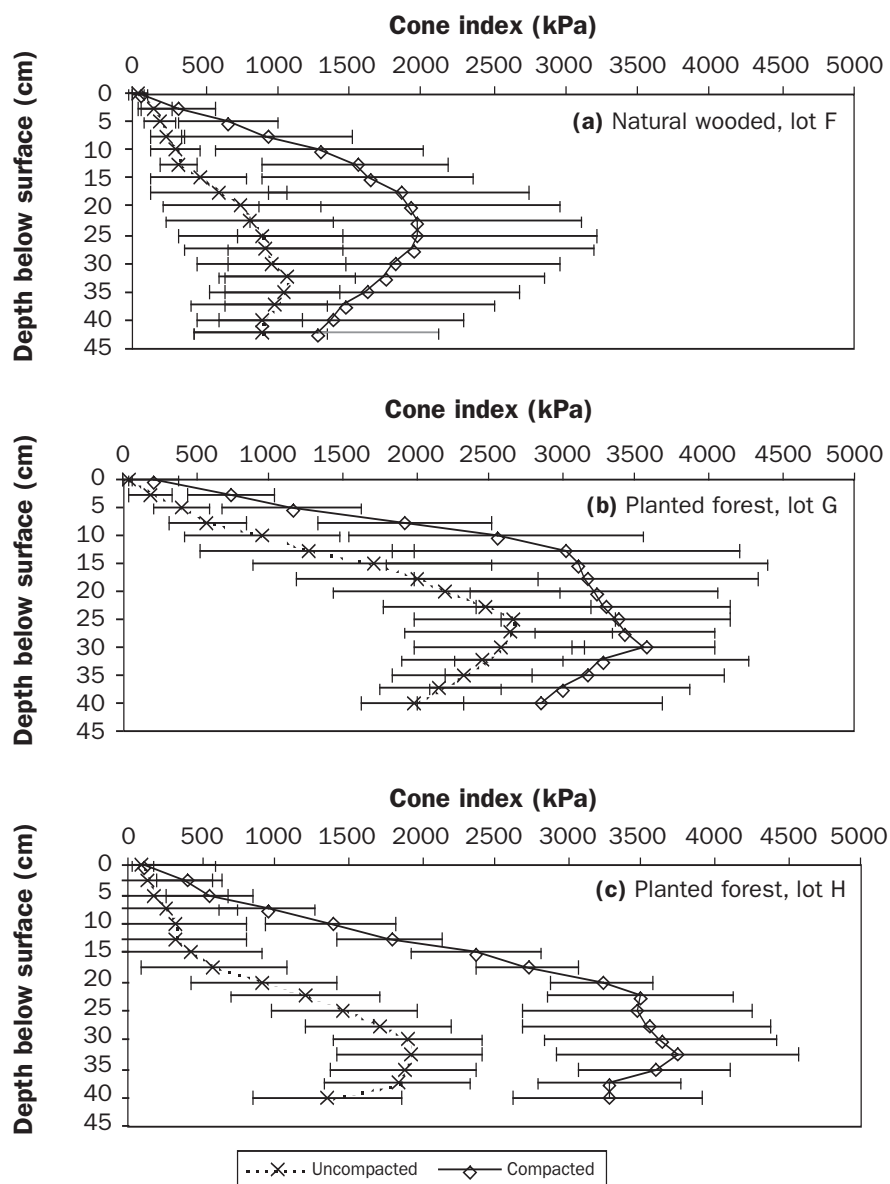 Cone index (kPa)
0 500 1000 1500 2000 2500 3000 3500 4000 4500 5000
Depth below surface (cm)
0
5
10
15
20
25
30
35
40
45
(a) Natural wooded, lot F
Cone index (kPa)
0 500 1000 1500 2000 2500 3000 3500 4000 4500 5000
Depth below surface (cm)
0
5
10
15
20
25
30
35
40
45
(b) Planted forest, lot G
Cone index (kPa)
0 500 1000 1500 2000 2500 3000 3500 4000 4500 5000
Depth below surface (cm)
0
5
10
15
20
25
30
35
40
45
(c) Planted forest, lot H
Uncompacted Compacted